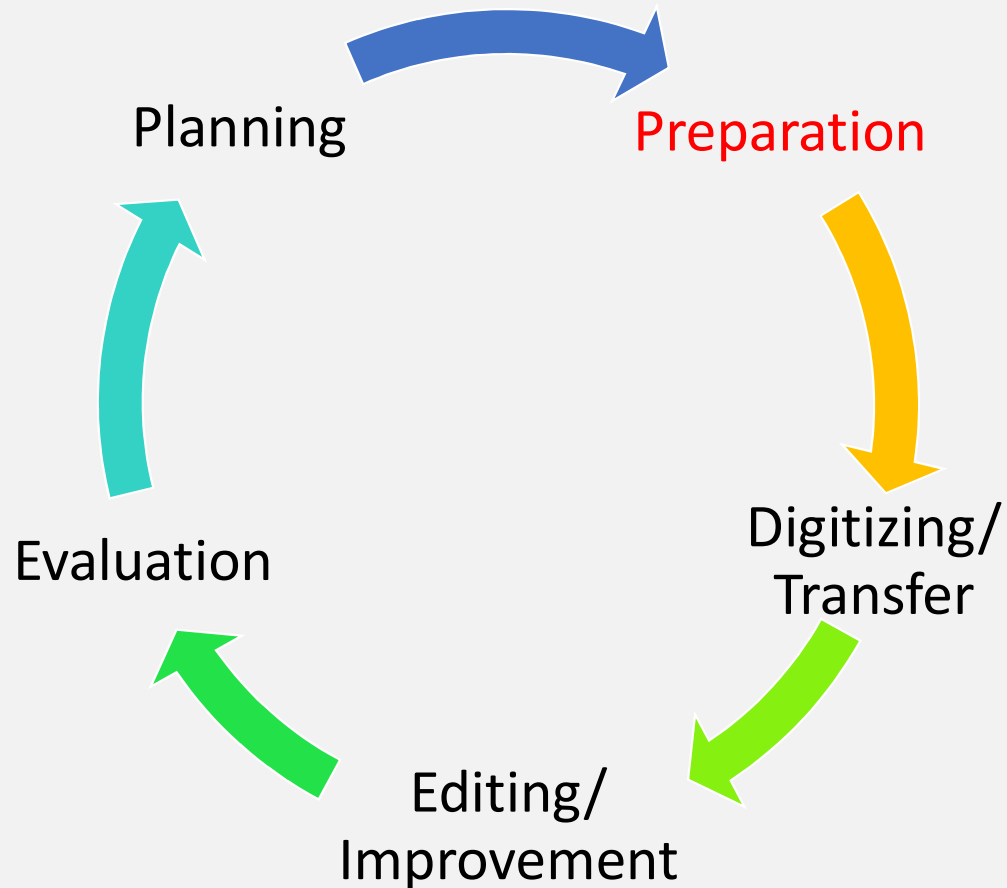 Planning
Preparation
Digitizing/
Transfer
Editing/
Improvement
Evaluation